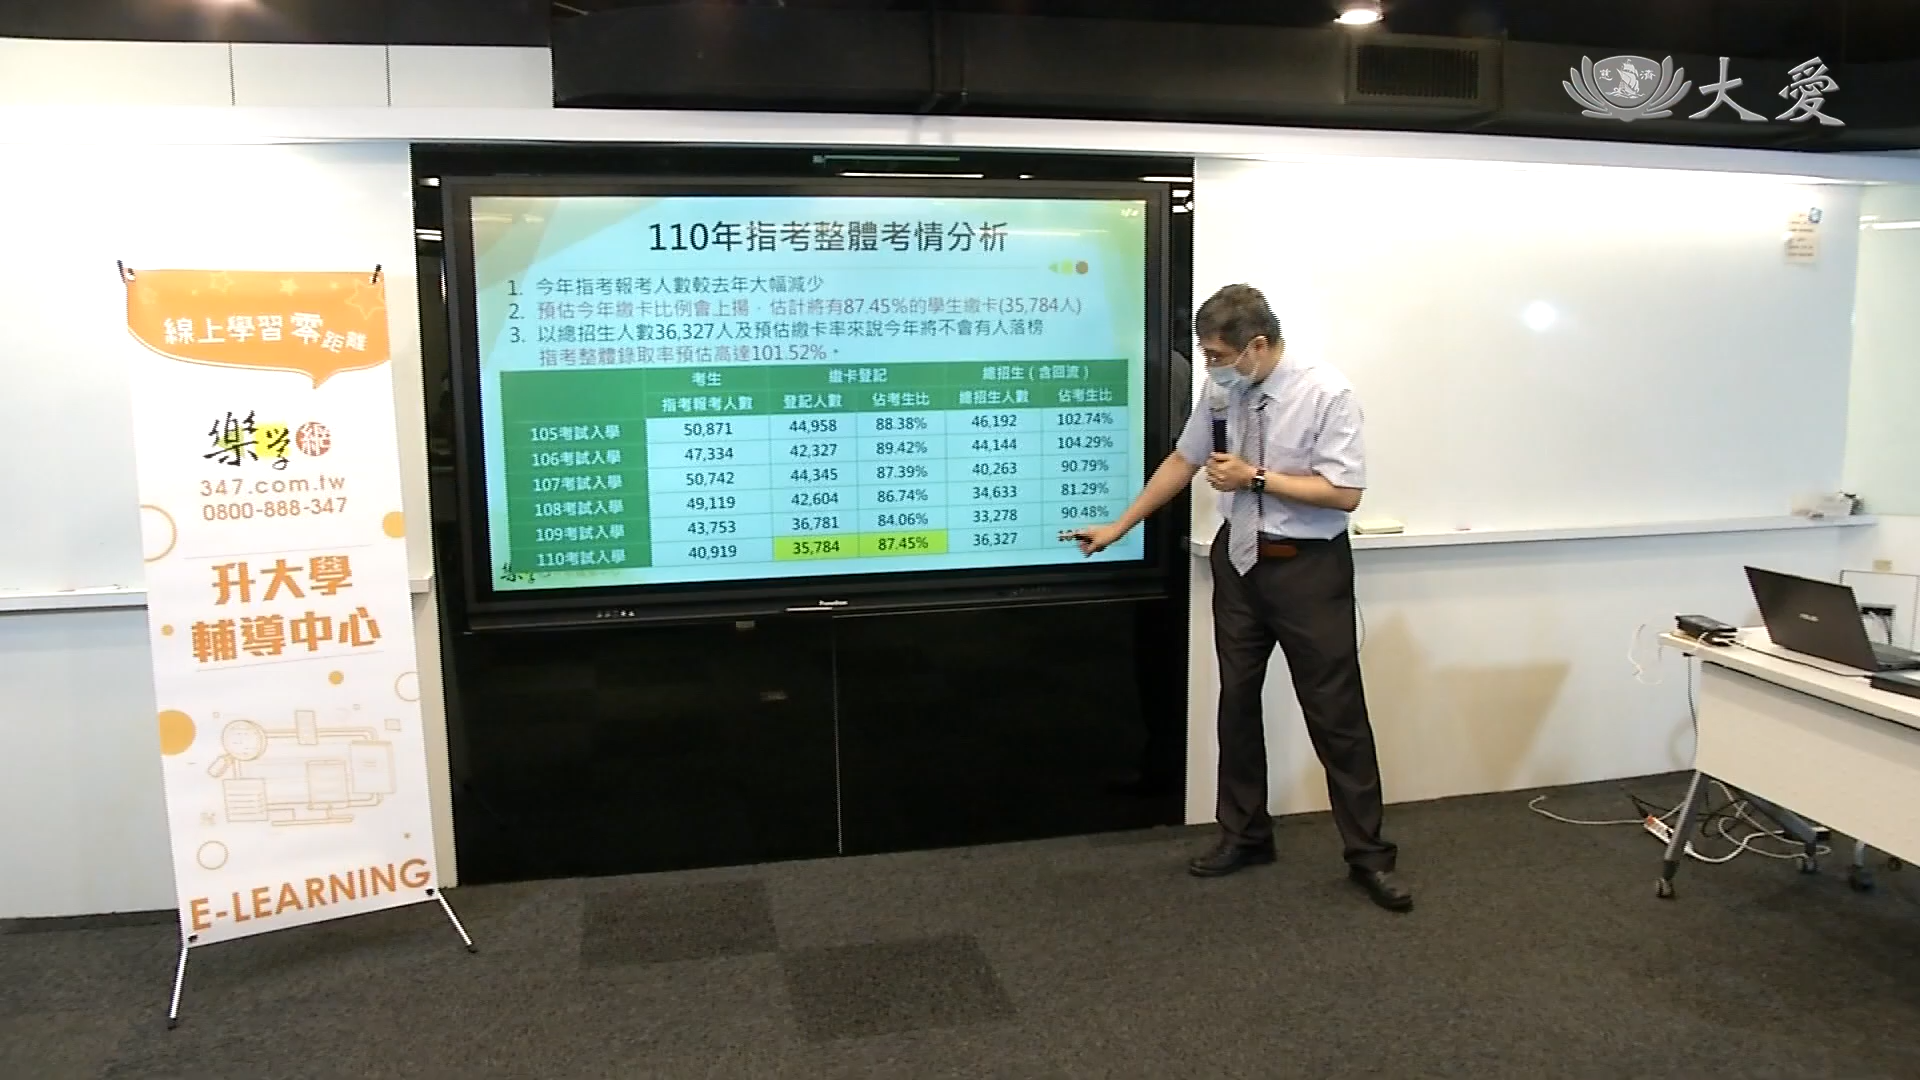 慈濟 大愛
110年指考整體考情分析
1. 今年指考報考人數較去年大幅減少
2. 預估今年繳卡比例會上揚，估計將有87.45%的學生繳卡(35,784人)
3. 以總招生人數36,327人及預估繳卡率來說今年將不會有人落榜
指考整體錄取率預估高達101.52%。
考生 繳卡登記 總招生(含回流)
指考報考人數 登記人數 佔考生比 總招生人數 佔考生比
105考試入學 50,871 44,958 88.38% 46,192 102.74%
106考試入學 47,334 42,327 89.42% 44,144 104.29%
107考試入學 50,742 44,345 87.39% 40,263 90.79%
108考試入學 49,119 42,604 86.74% 34,633 81.29%
109考試入學 43,753 36,781 84.06% 33,278 90.48%
110考試入學 40,919 35,784 87.45% 36,327
線上學習零距離
樂学網
347.com.tw
0800-888-347
升大學
輔導中心
E-LEARNING